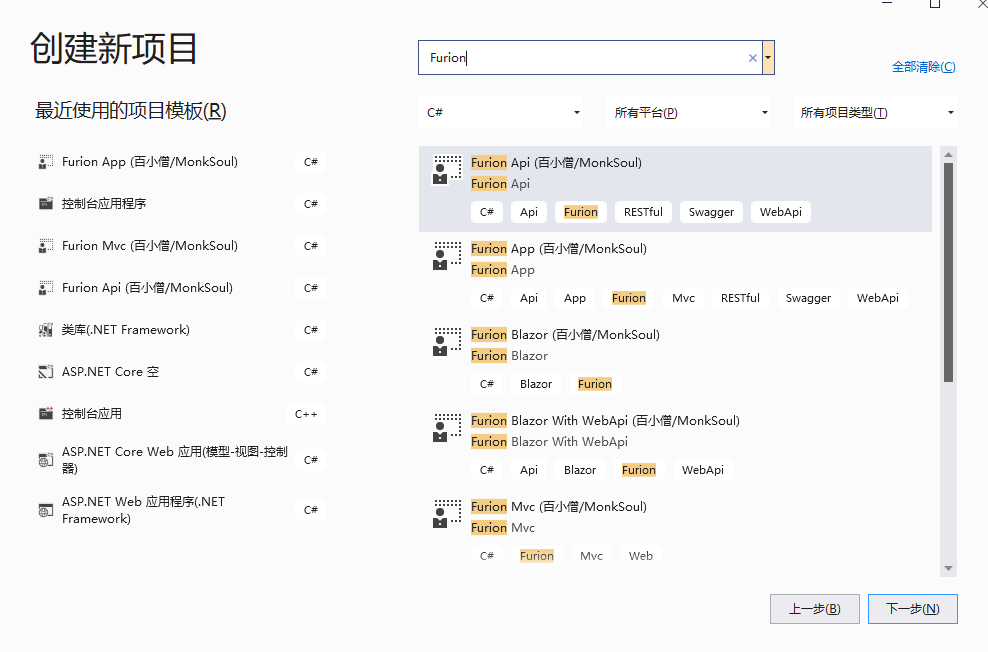 创建新项目
最近使用的项目模板(R)
Furion App (百小僧/MonkSoul) C#
控制台应用程序 C#
Furion Mvc (百小僧/MonkSoul) C#
Furion Api (百小僧/MonkSoul) C#
类库(.NET Framework) C#
ASP.NET Core 空 C#
控制台应用 C++
ASP.NET Core Web 应用(模型-视图-控制
器) C#
ASP.NET Web 应用程序(.NET
Framework) C#
Furion
全部清除(C)
C# 所有平台(P) 所有项目类型(T)
Furion Api (百小僧/MonkSoul)
Furion Api
C# Api Furion RESTful Swagger WebApi
Furion App (百小僧/MonkSoul)
Furion App
C# Api App Furion Mvc RESTful Swagger WebApi
Furion Blazor (百小僧/MonkSoul)
Furion Blazor
C# Blazor Furion
Furion Blazor With WebApi (百小僧/MonkSoul)
Furion Blazor With WebApi
C# Api Blazor Furion WebApi
Furion Mvc (百小僧/MonkSoul)
Furion Mvc
C# Furion Mvc Web
上一步(B) 下一步(N)